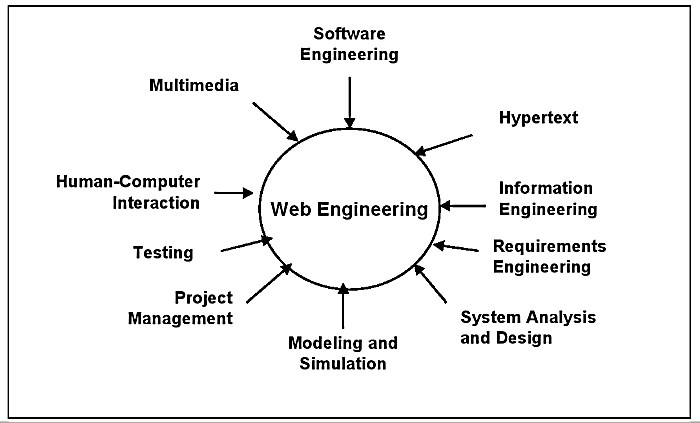 Software
Engineering
Multimedia
Hypertext
Human-Computer
Interaction
Web Engineering
Information
Engineering
Testing
Requirements
Engineering
Project
Management
System Analysis
and Design
Modeling and
Simulation